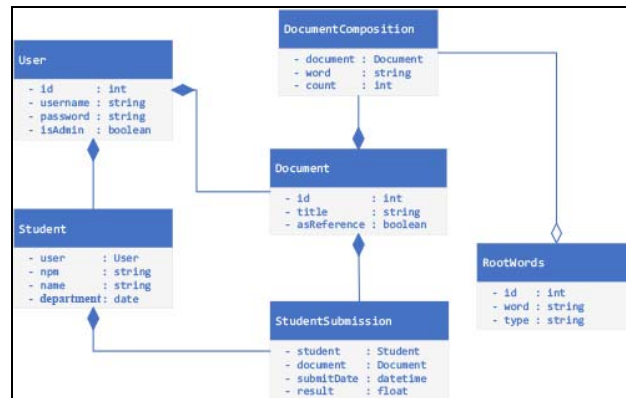 User
- id : int
- username : string
- password : string
- isAdmin : boolean
DocumentComposition
- document : Document
- word : string
- count : int
Document
- id : int
- title : string
- asReference : boolean
Student
- user : User
- npm : string
- name : string
- department : date
RootWords
- id : int
- word : string
- type : string
StudentSubmission
- student : Student
- document : Document
- submitDate : datetime
- result : float